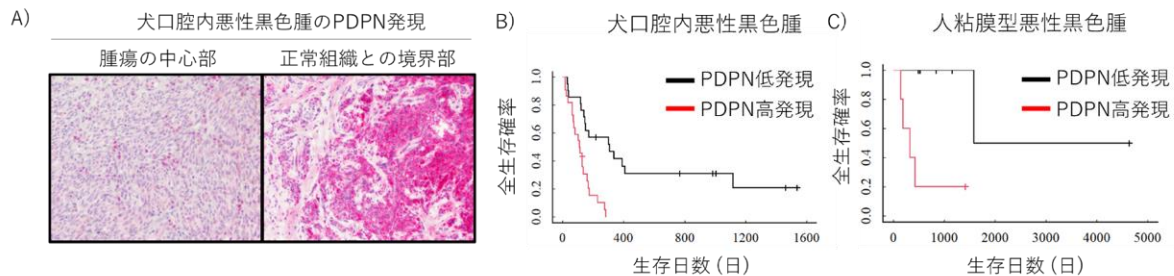 A)
犬口腔内悪性黒色腫のPDPN発現
腫瘍の中心部
正常組織との境界部
B)
犬口腔内悪性黒色腫
PDPN低発現
PDPN高発現
全生存確率
1.0
0.8
0.6
0.4
0.2
0.0
0 400 800 1200 1600
生存日数 (日)
C)
人粘膜型悪性黒色腫
PDPN低発現
PDPN高発現
全生存確率
1.0
0.8
0.6
0.4
0.2
0.0
0 1000 2000 3000 4000 5000
生存日数 (日)